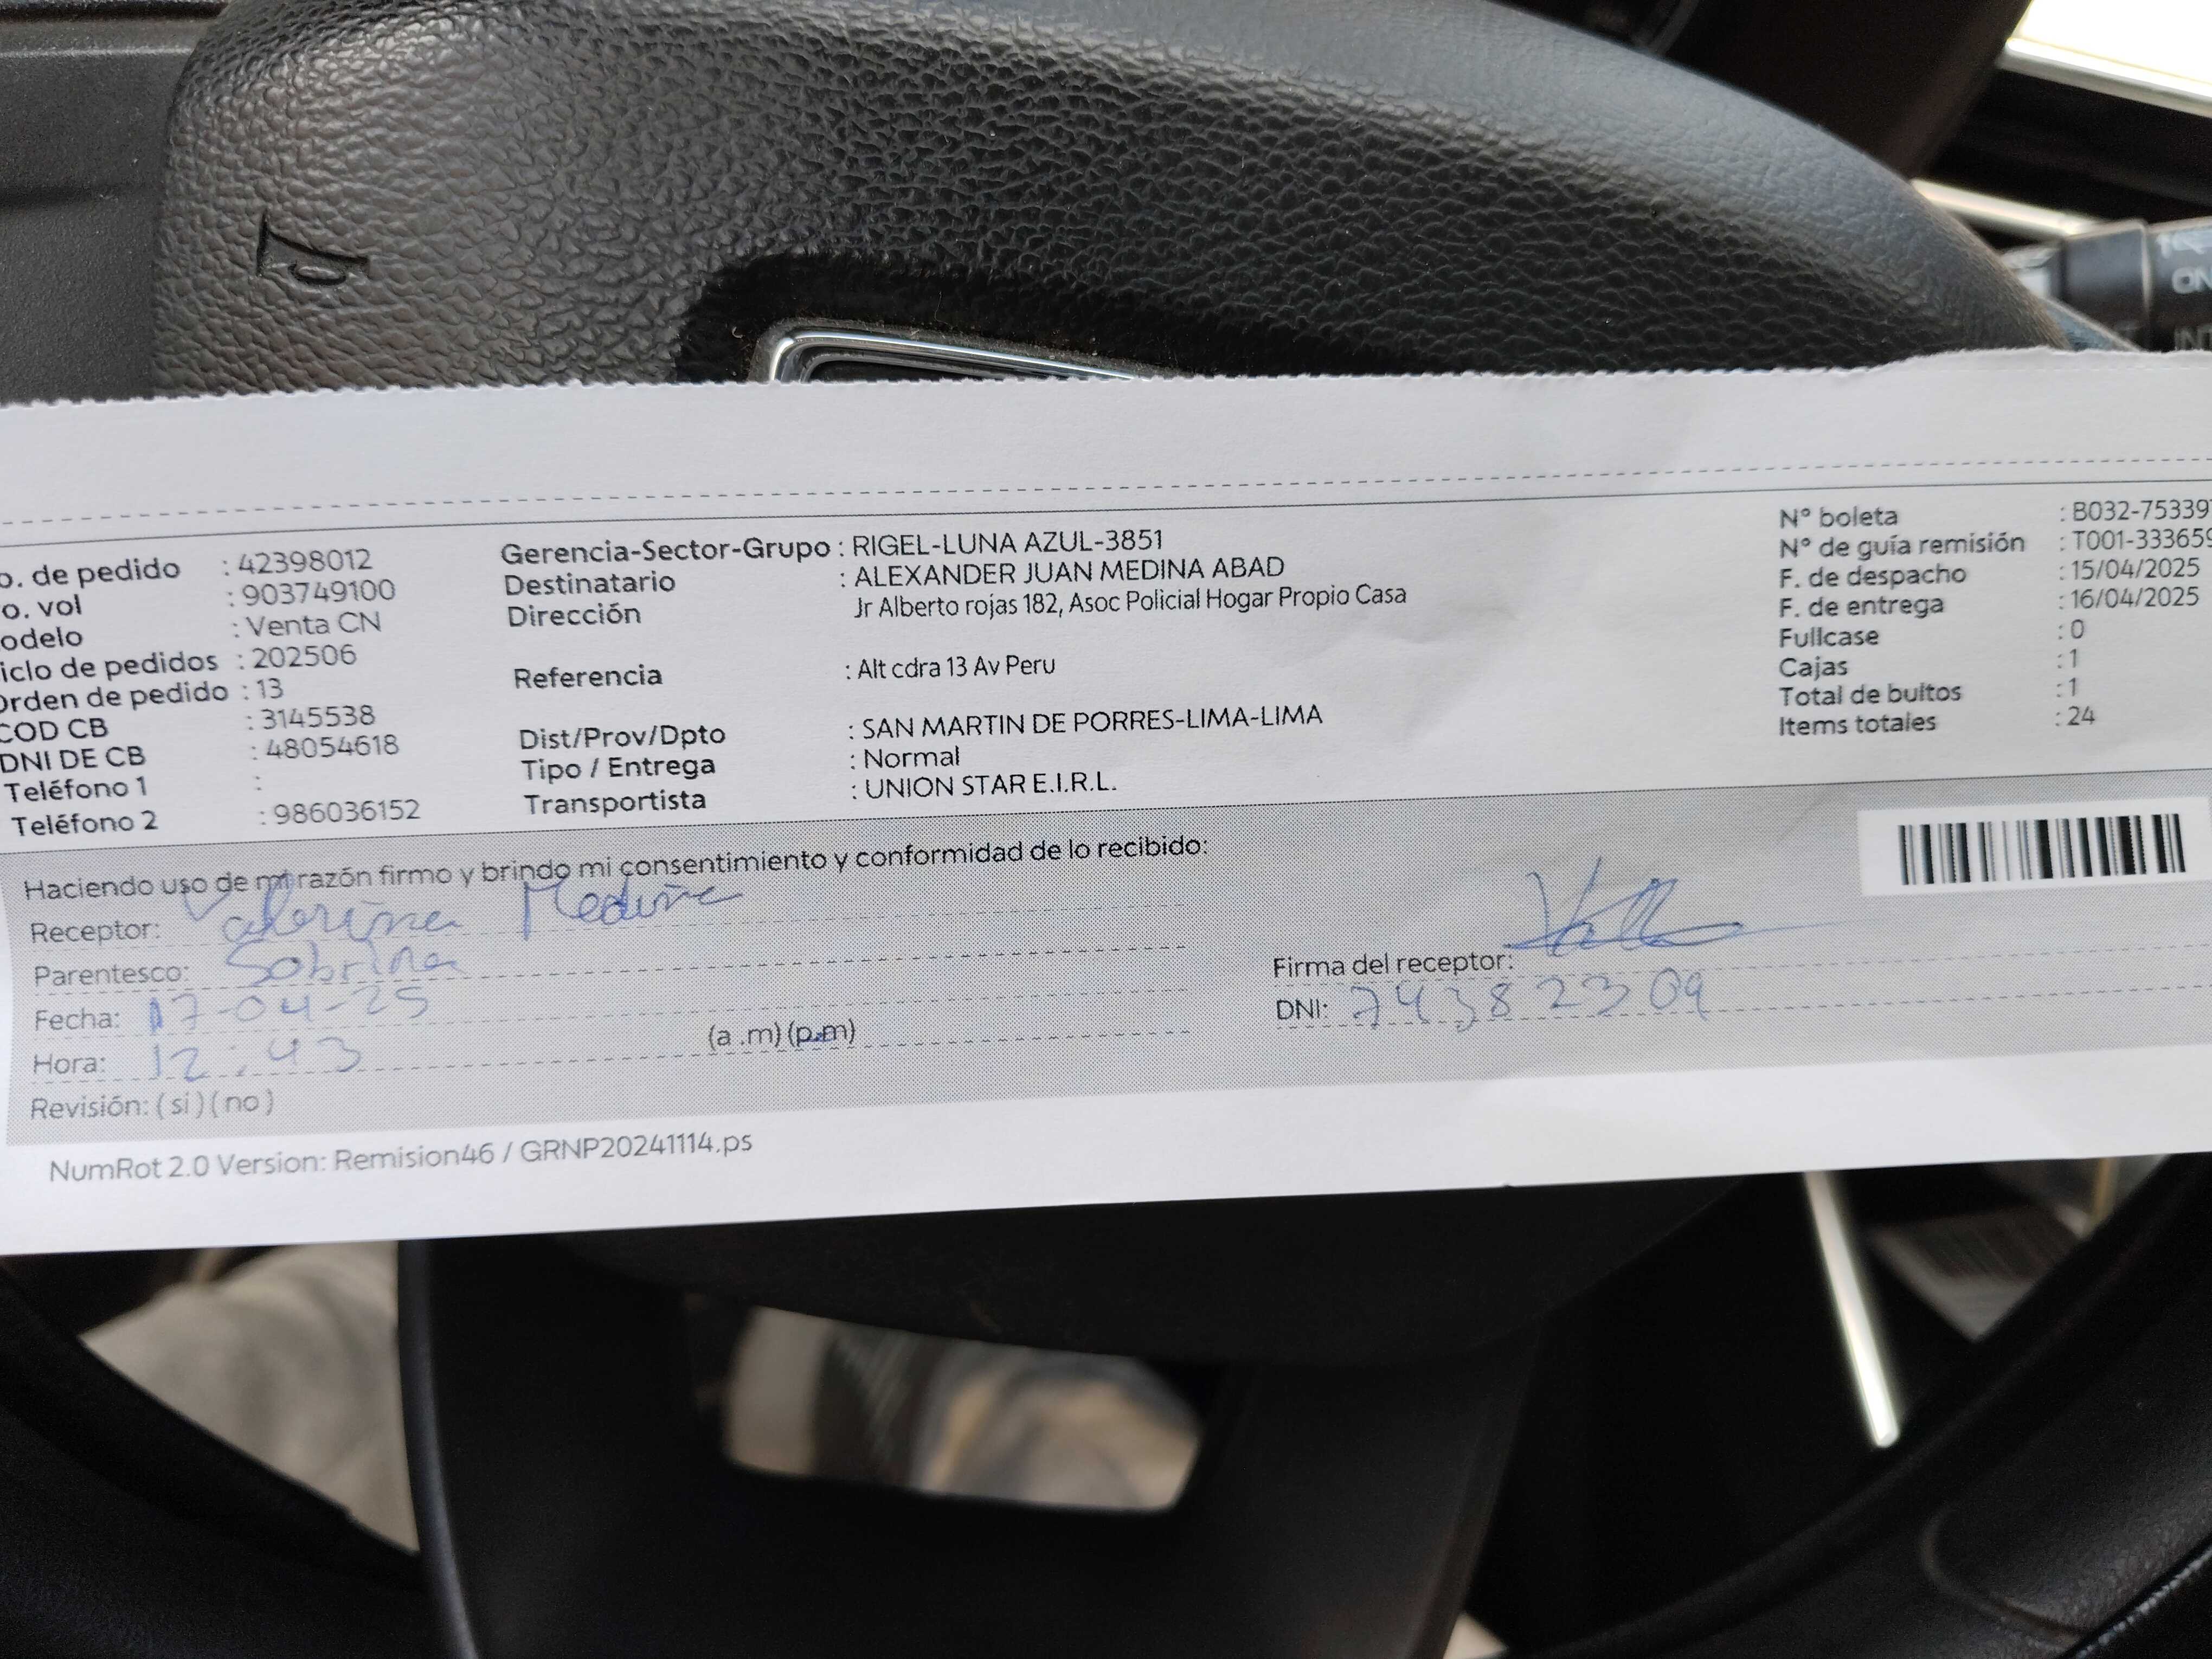 o. de pedido : 42398012
o. vol : 903749100
odelo : Venta CN
iclo de pedidos : 202506
Orden de pedido : 13
COD CB : 3145538
DNI DE CB : 48054618
Teléfono 1 :
Teléfono 2 : 986036152
Gerencia-Sector-Grupo : RIGEL-LUNA AZUL-3851
Destinatario : ALEXANDER JUAN MEDINA ABAD
Dirección Jr Alberto rojas 182, Asoc Policial Hogar Propio Casa
Referencia : Alt cdra 13 Av Peru
Dist/Prov/Dpto : SAN MARTIN DE PORRES-LIMA-LIMA
Tipo / Entrega : Normal
Transportista : UNION STAR E.I.R.L.
N° boleta : B032-75339
N° de guía remisión : T001-333659
F. de despacho : 15/04/2025
F. de entrega : 16/04/2025
Fullcase : 0
Cajas : 1
Total de bultos : 1
Items totales : 24
Haciendo uso de mi razón firmo y brindo mi consentimiento y conformidad de lo recibido:
Receptor: Medina
Parentesco: Sobrina
Fecha: 17-04-25
Hora: 12:43 (a .m) (p.m)
Revisión: ( si ) ( no )
Firma del receptor:
DNI: 74382309
NumRot 2.0 Version: Remision46 / GRNP20241114.ps